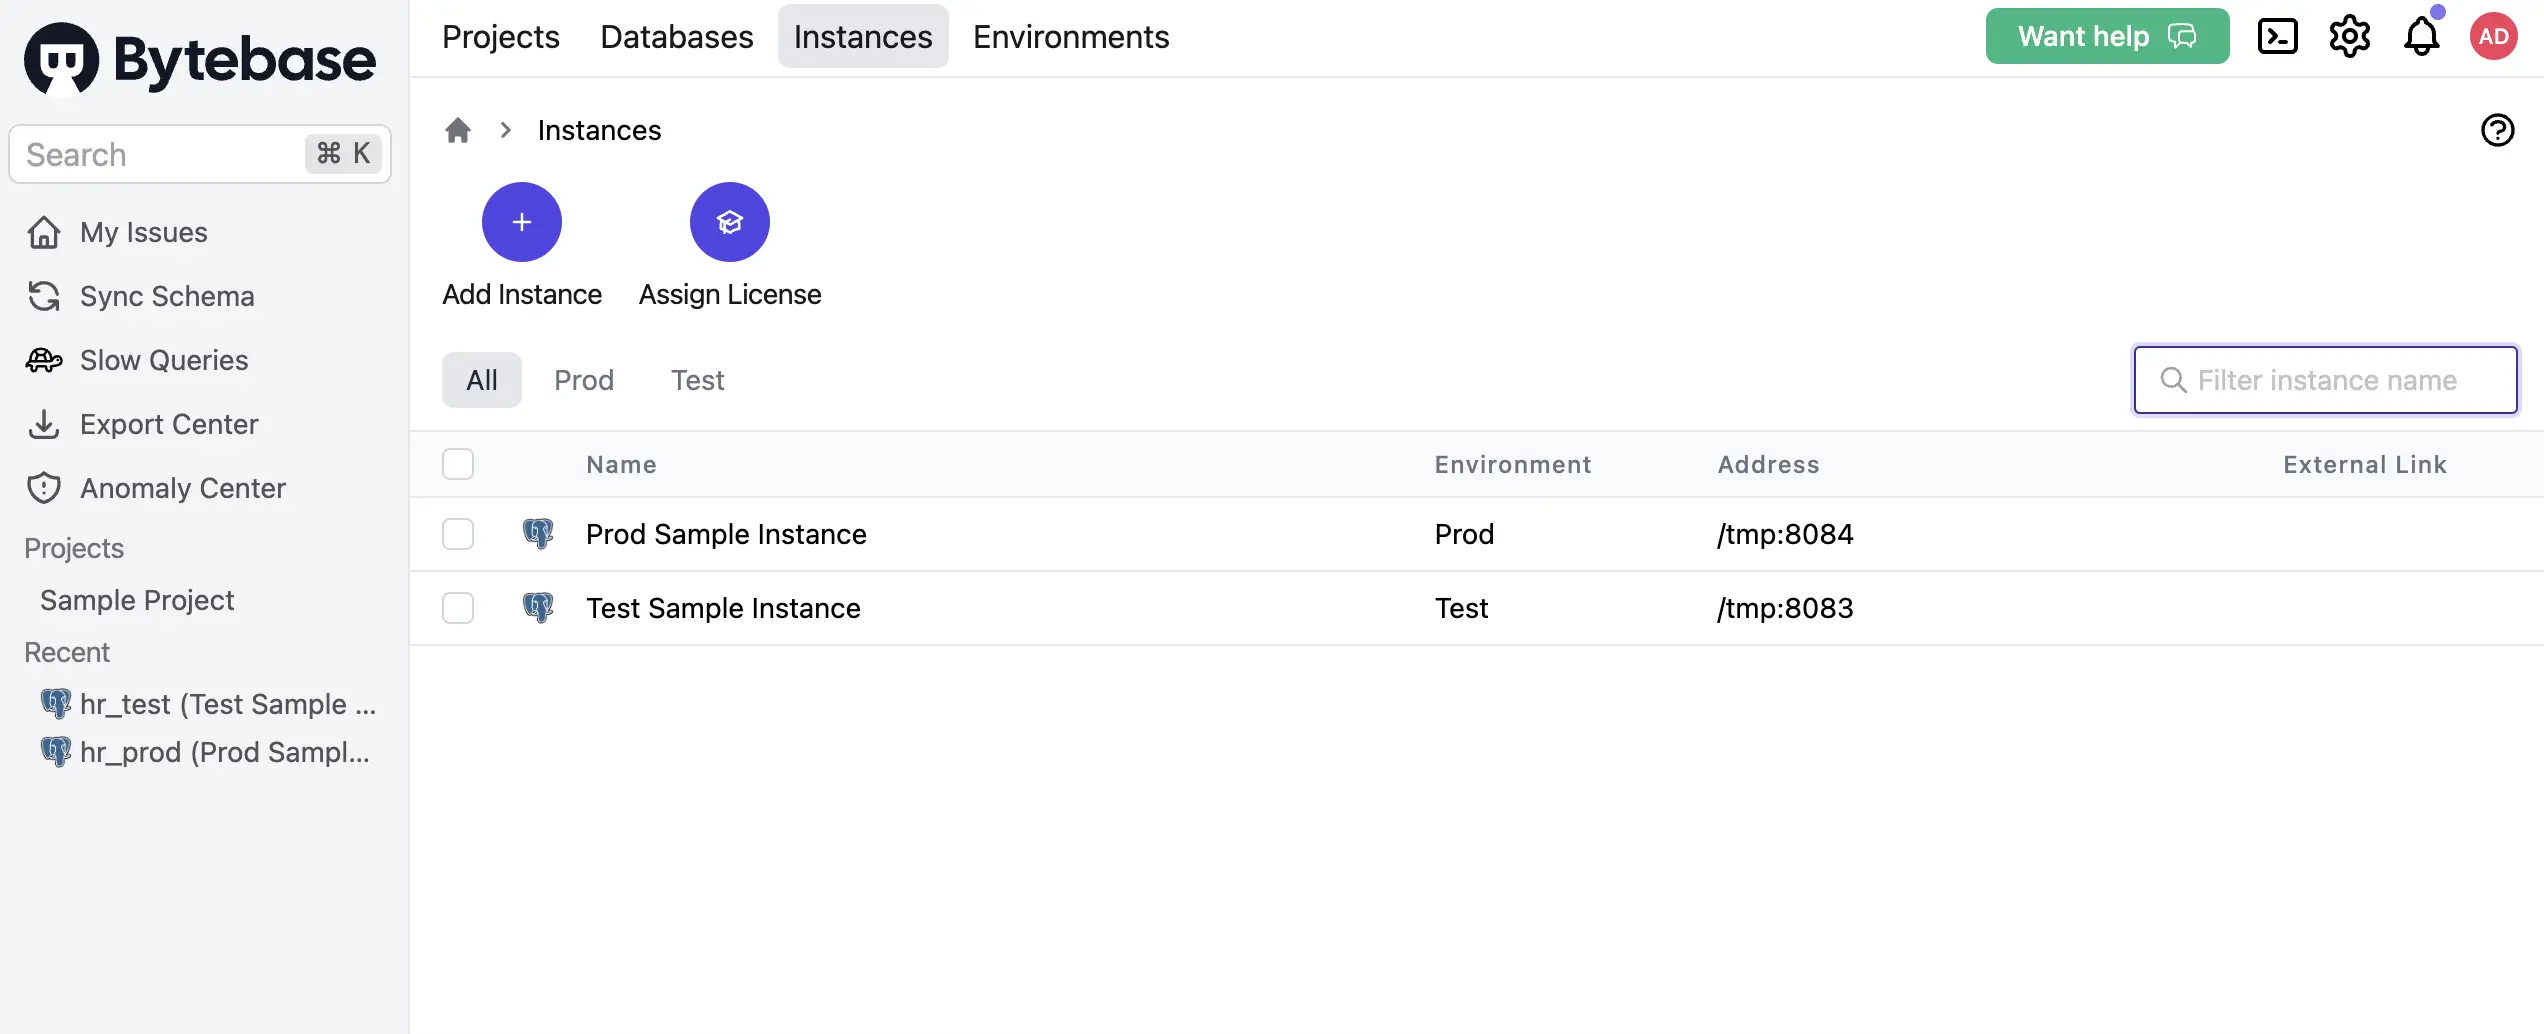 Bytebase
Search ⌘ K
My Issues
Sync Schema
Slow Queries
Export Center
Anomaly Center
Projects
Sample Project
Recent
hr_test (Test Sample ...
hr_prod (Prod Sampl...
Projects Databases Instances Environments
Want help
AD
Instances
Add Instance Assign License
All Prod Test
Filter instance name
Name Environment Address External Link
Prod Sample Instance Prod /tmp:8084
Test Sample Instance Test /tmp:8083